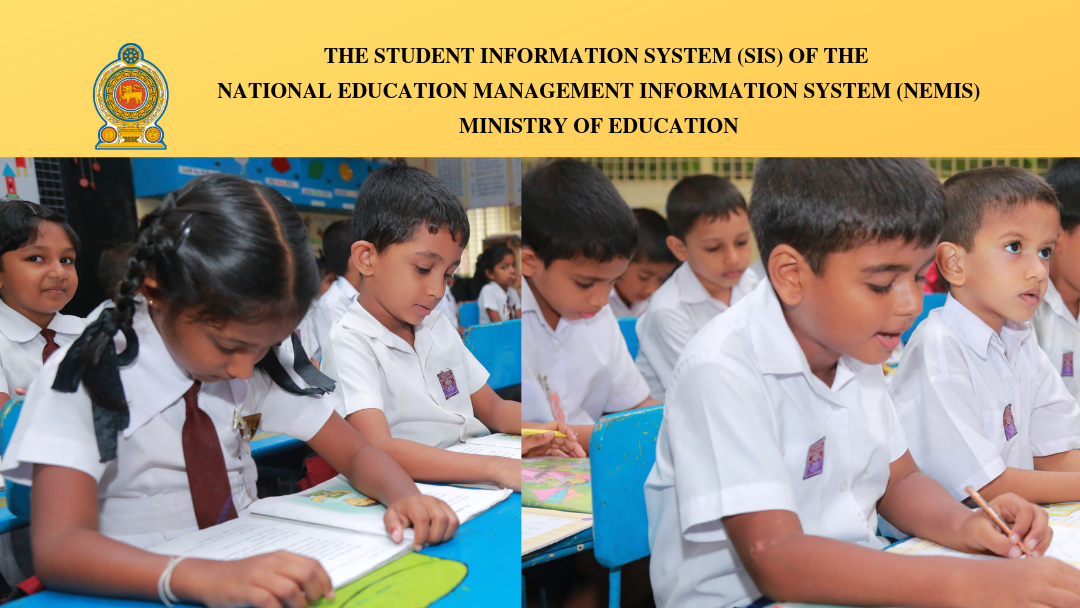 THE STUDENT INFORMATION SYSTEM (SIS) OF THE
NATIONAL EDUCATION MANAGEMENT INFORMATION SYSTEM (NEMIS)
MINISTRY OF EDUCATION